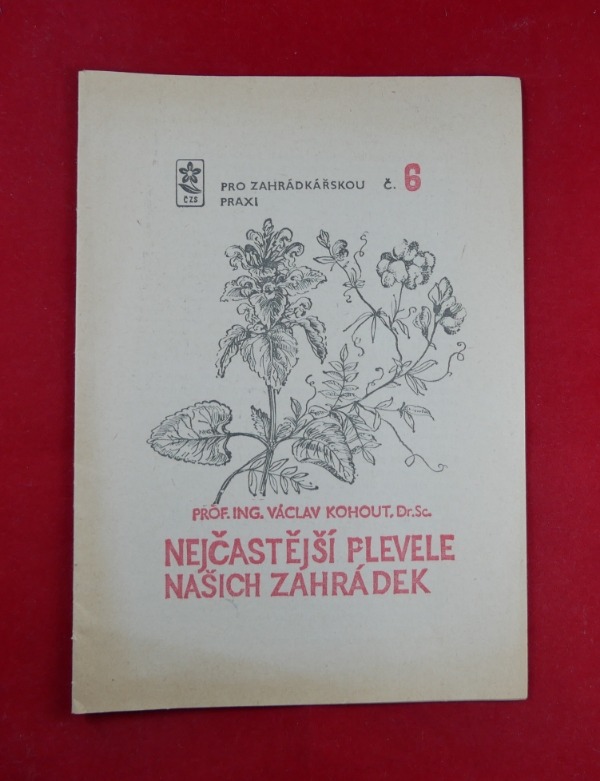 ČZS
PRO ZAHRÁDKÁŘSKOU Č. 6
PRAXI
PROF. ING. VÁCLAV KOHOUT, Dr.Sc.
NEJČASTĚJŠÍ PLEVELE
NAŠICH ZAHRÁDEK